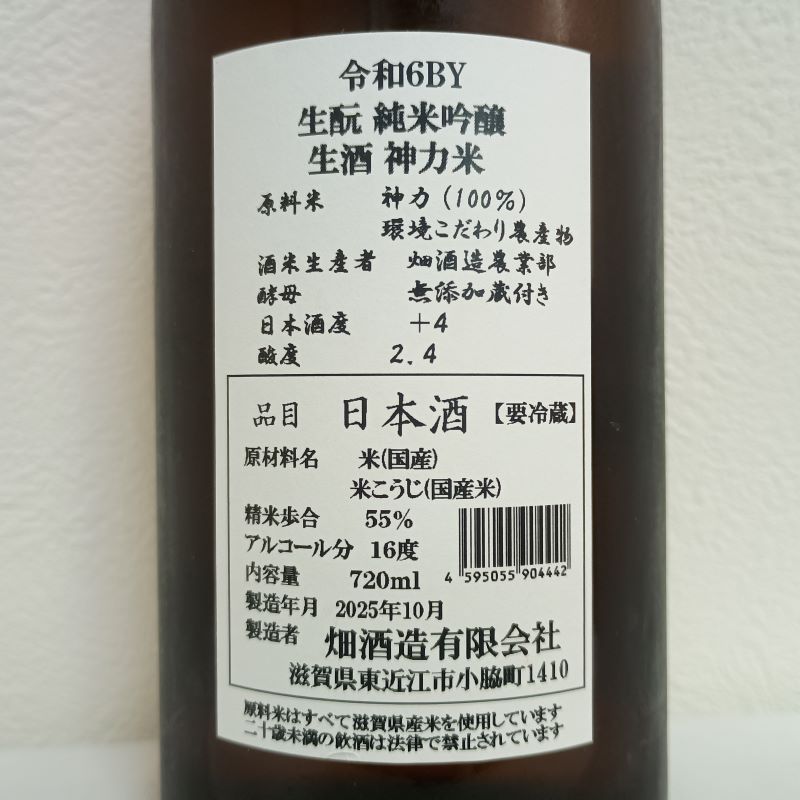 令和6BY
生酛 純米吟醸
生酒 神力米
原料米 神力(100%)
環境こだわり農産物
酒米生産者 畑酒造農業部
酵母 無添加蔵付き
日本酒度 +4
酸度 2.4
品目 日本酒【要冷蔵】
原材料名 米(国産)
米こうじ(国産米)
精米歩合 55%
アルコール分 16度
内容量 720ml
4 595055 904442
製造年月 2025年10月
製造者 畑酒造有限会社
滋賀県東近江市小脇町1410
原料米はすべて滋賀県産米を使用しています
二十歳未満の飲酒は法律で禁止されています